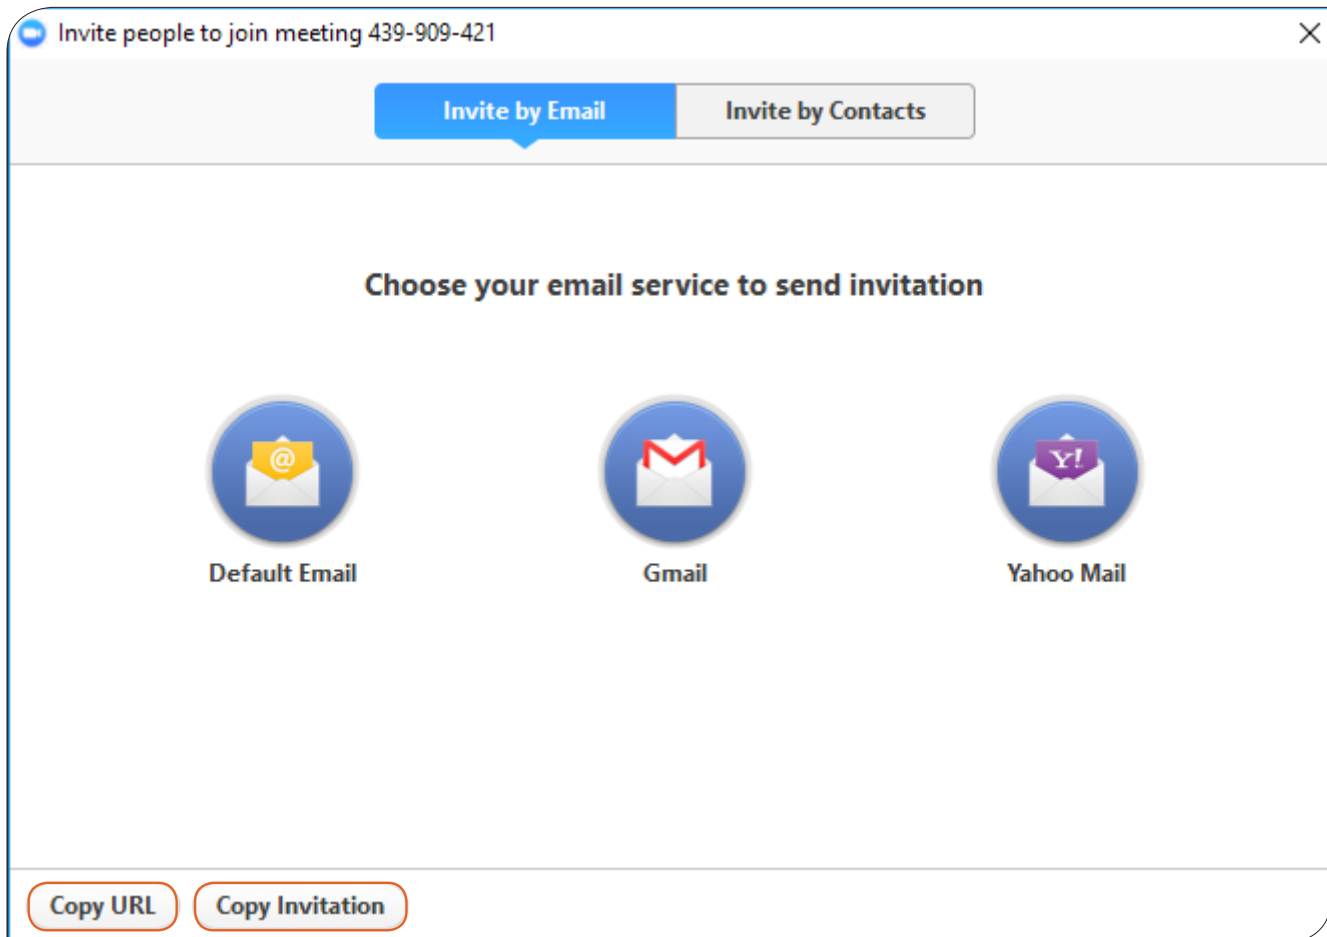 Invite people to join meeting 439-909-421
Invite by Email Invite by Contacts
Choose your email service to send invitation
@ Y!
Default Email Gmail Yahoo Mail
Copy URL Copy Invitation